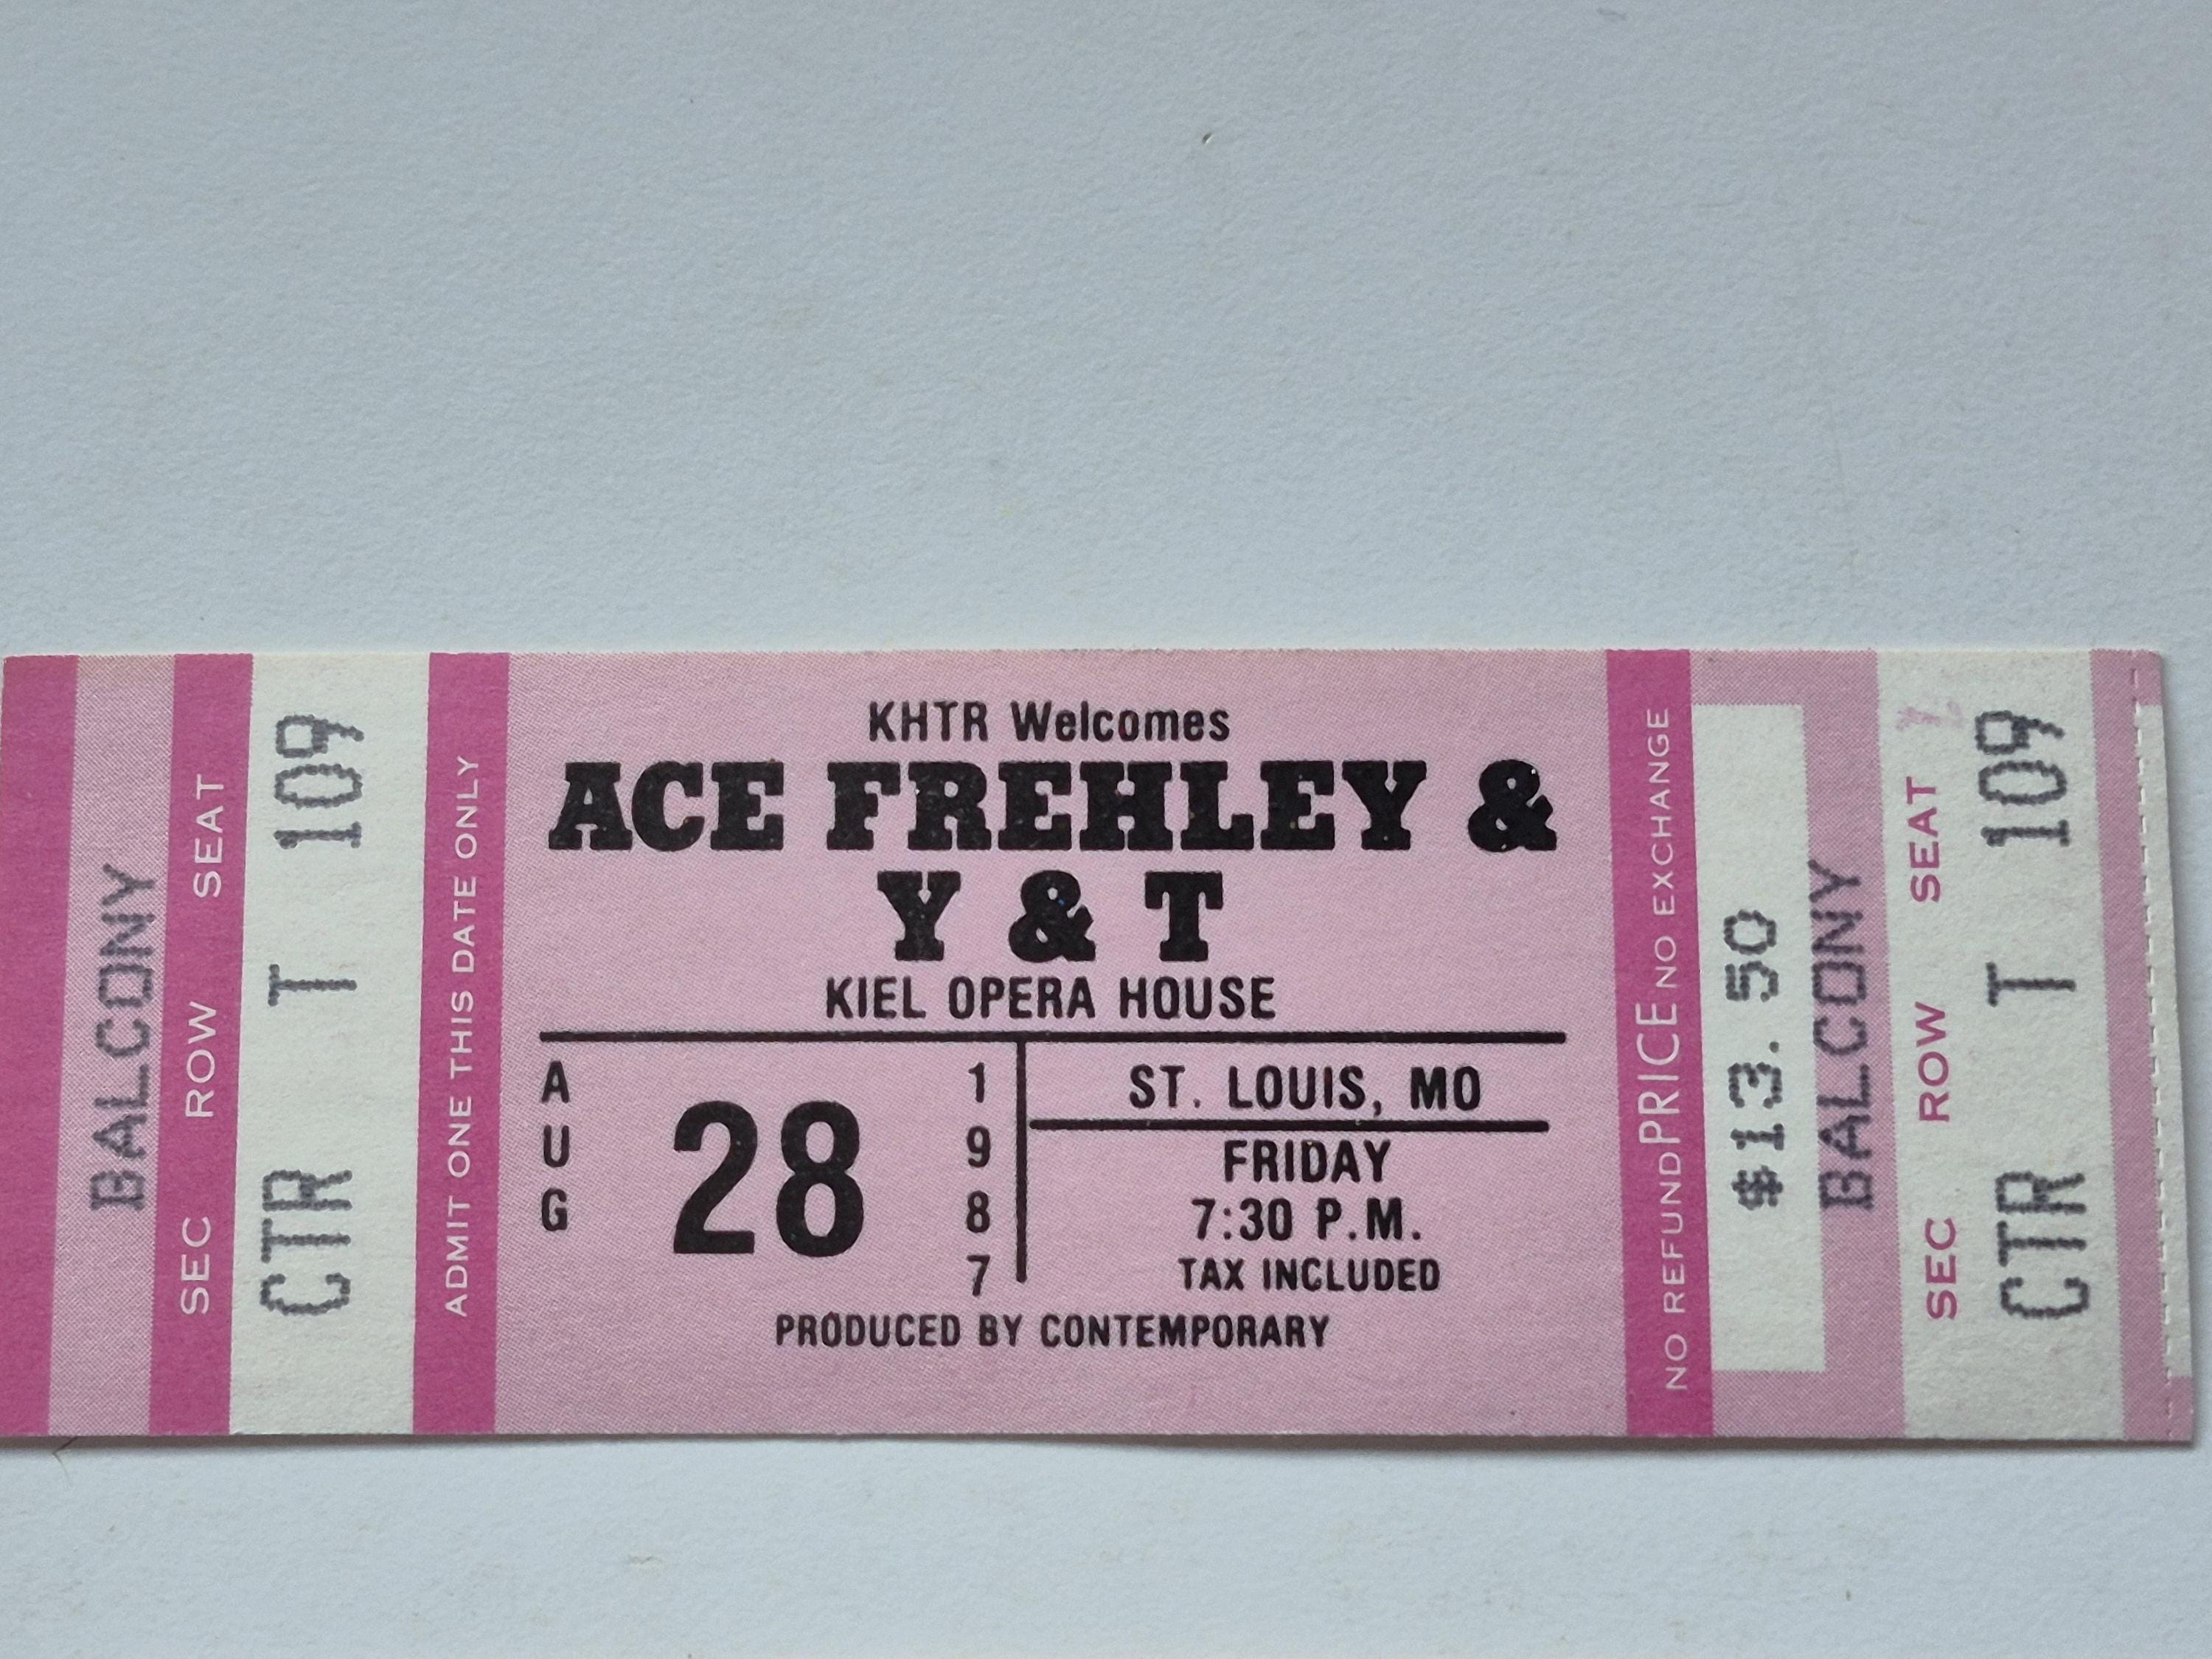 BALCONY
SEC ROW SEAT
CTR T 109
ADMIT ONE THIS DATE ONLY
KHTR Welcomes
ACE FREHLEY &
Y & T
KIEL OPERA HOUSE
AUG
28
1987
ST. LOUIS, MO
FRIDAY
7:30 P.M.
TAX INCLUDED
PRODUCED BY CONTEMPORARY
NO REFUND PRICE NO EXCHANGE
$13.50
BALCONY
SEC ROW SEAT
CTR T 109